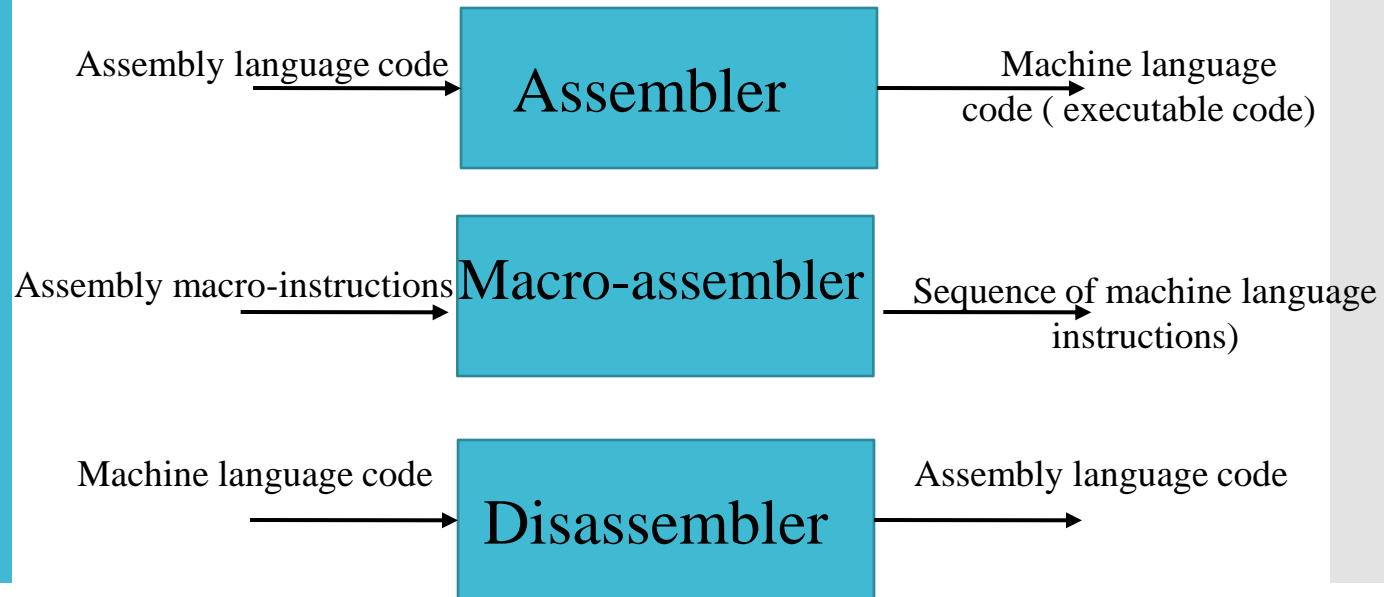 Assembly language code
Assembler
Machine language
code ( executable code)
Assembly macro-instructions
Macro-assembler
Sequence of machine language
instructions)
Machine language code
Disassembler
Assembly language code